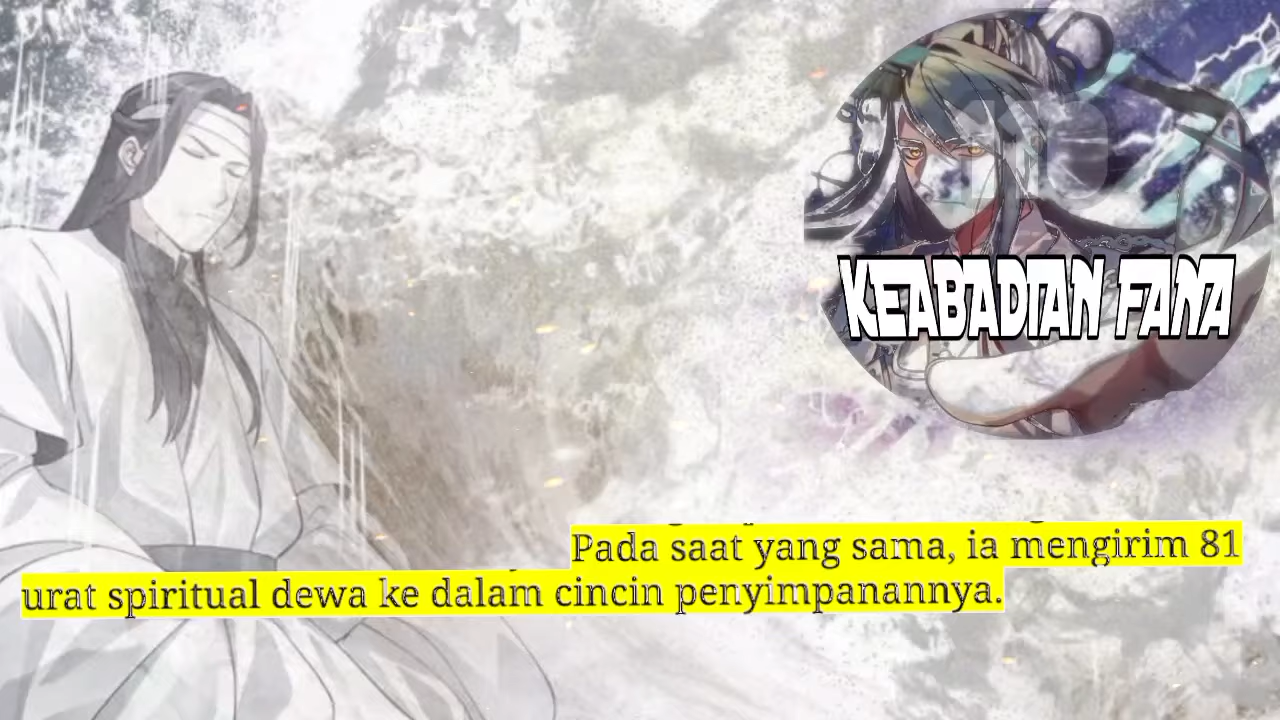 KEABADIAN FANA
Pada saat yang sama, ia mengirim 81
urat spiritual dewa ke dalam cincin penyimpanannya.